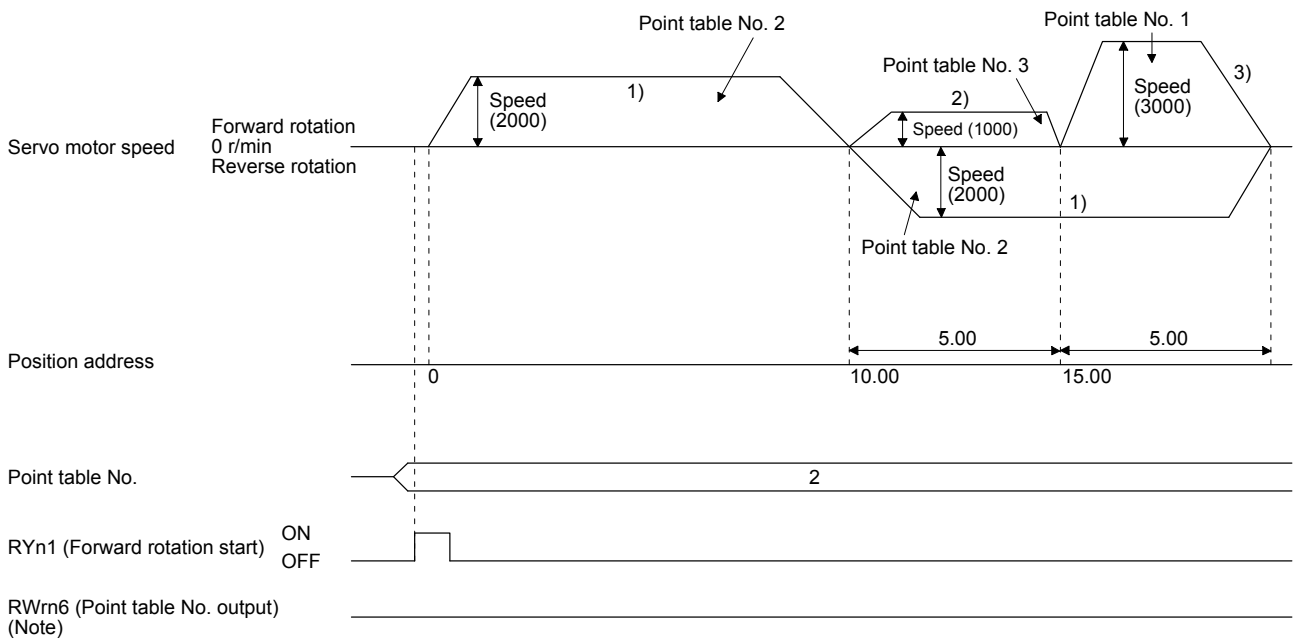 Point table No. 2
Point table No. 1
Point table No. 3
1)
2)
3)
Speed
(2000)
Speed (1000)
Speed
(3000)
Servo motor speed
Forward rotation
0 r/min
Reverse rotation
Speed
(2000)
1)
Point table No. 2
5.00
5.00
Position address
0
10.00
15.00
Point table No.
2
RYn1 (Forward rotation start)
ON
OFF
RWrn6 (Point table No. output)
(Note)